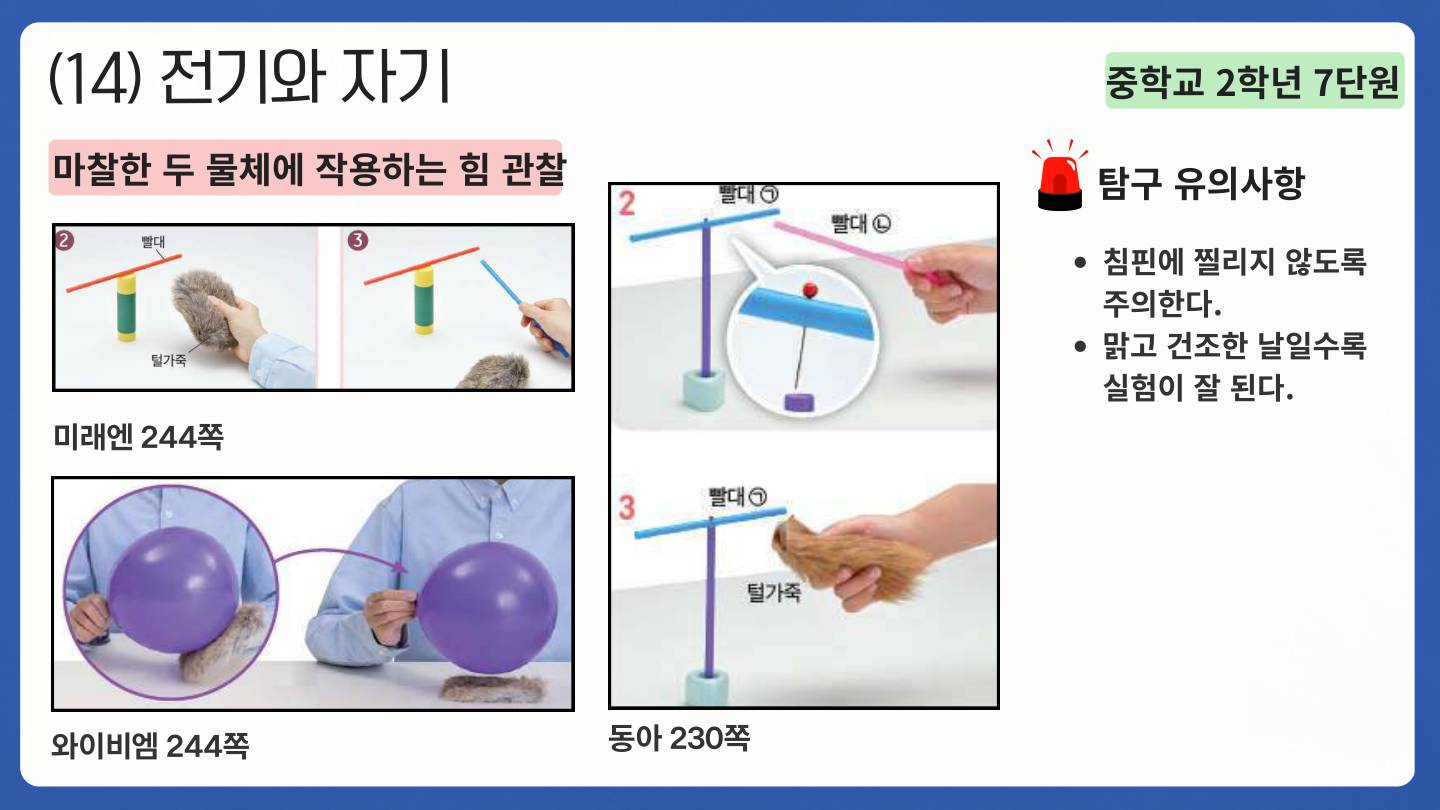 (14) 전기와 자기
중학교 2학년 7단원
마찰한 두 물체에 작용하는 힘 관찰
2
빨대
털가죽
3
미래엔 244쪽
와이비엠 244쪽
2
빨대 ㉠
빨대 ㉡
3
빨대 ㉠
털가죽
동아 230쪽
탐구 유의사항
• 침핀에 찔리지 않도록
주의한다.
• 맑고 건조한 날일수록
실험이 잘 된다.